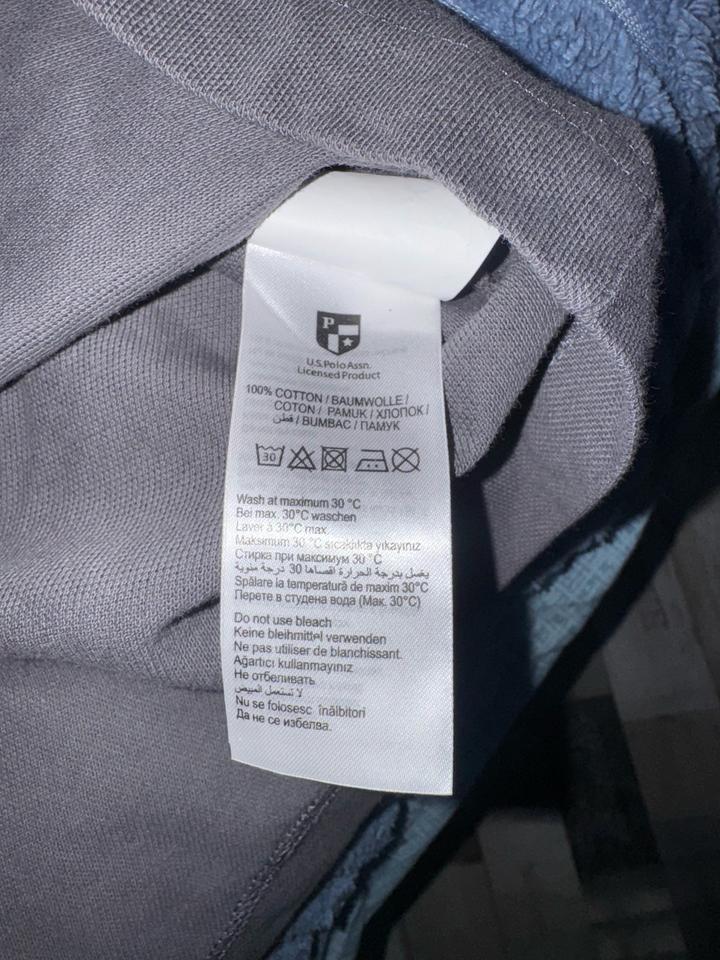 P
U.S. Polo Assn.
Licensed Product
100% COTTON / BAUMWOLLE /
COTON / PAMUK / ХЛОПОК /
قطن / BUMBAC / ПАМУК
30
Wash at maximum 30 °C
Bei max. 30°C waschen
Laver à 30°C max.
Maksimum 30 °C sıcaklıkta yıkayınız
Стирка при максимум 30 °C
يغسل بدرجة الحرارة اقصاها 30 درجة مئوية
Spălare la temperatură de maxim 30°C
Перете в студена вода (Мак. 30°C)
Do not use bleach
Keine bleihmittel verwenden
Ne pas utiliser de blanchissant.
Ağartıcı kullanmayınız
Не отбеливать
لا تستعمل المبيض
Nu se folosesc înălbitori
Да не се избелва.